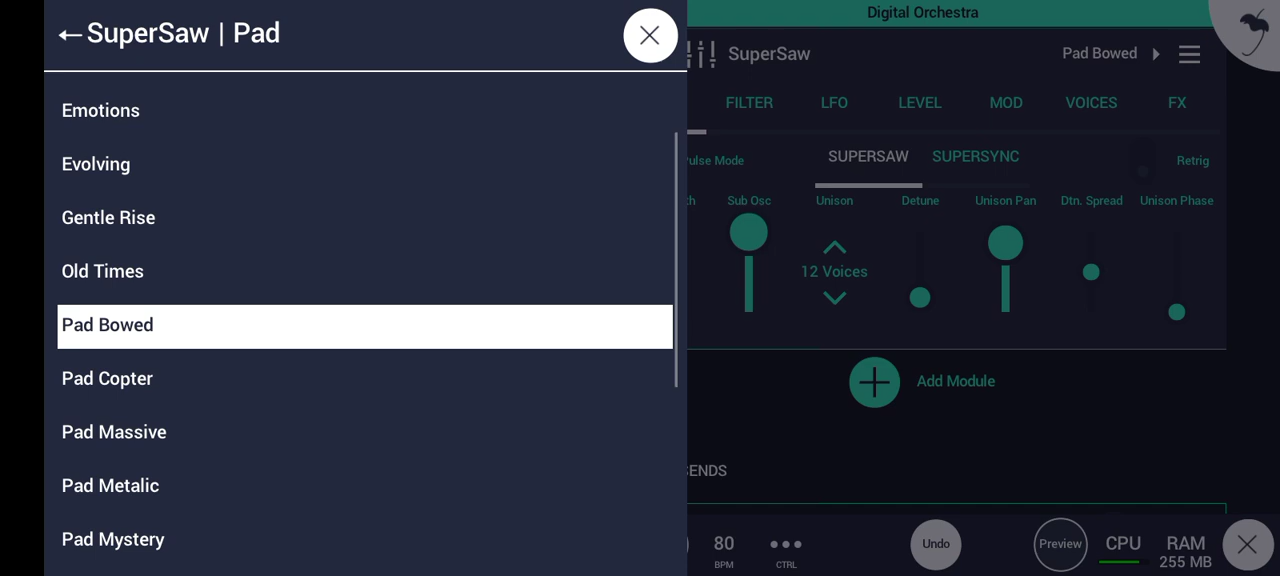 ←SuperSaw | Pad
Emotions
Evolving
Gentle Rise
Old Times
Pad Bowed
Pad Copter
Pad Massive
Pad Metalic
Pad Mystery
Digital Orchestra
SuperSaw
Pad Bowed
FILTER LFO LEVEL MOD VOICES FX
ulse Mode SUPERSAW SUPERSYNC Retrig
th Sub Osc Unison Detune Unison Pan Dtn. Spread Unison Phase
12 Voices
Add Module
ENDS
80 CPU RAM
Undo Preview
BPM CTRL 255 MB